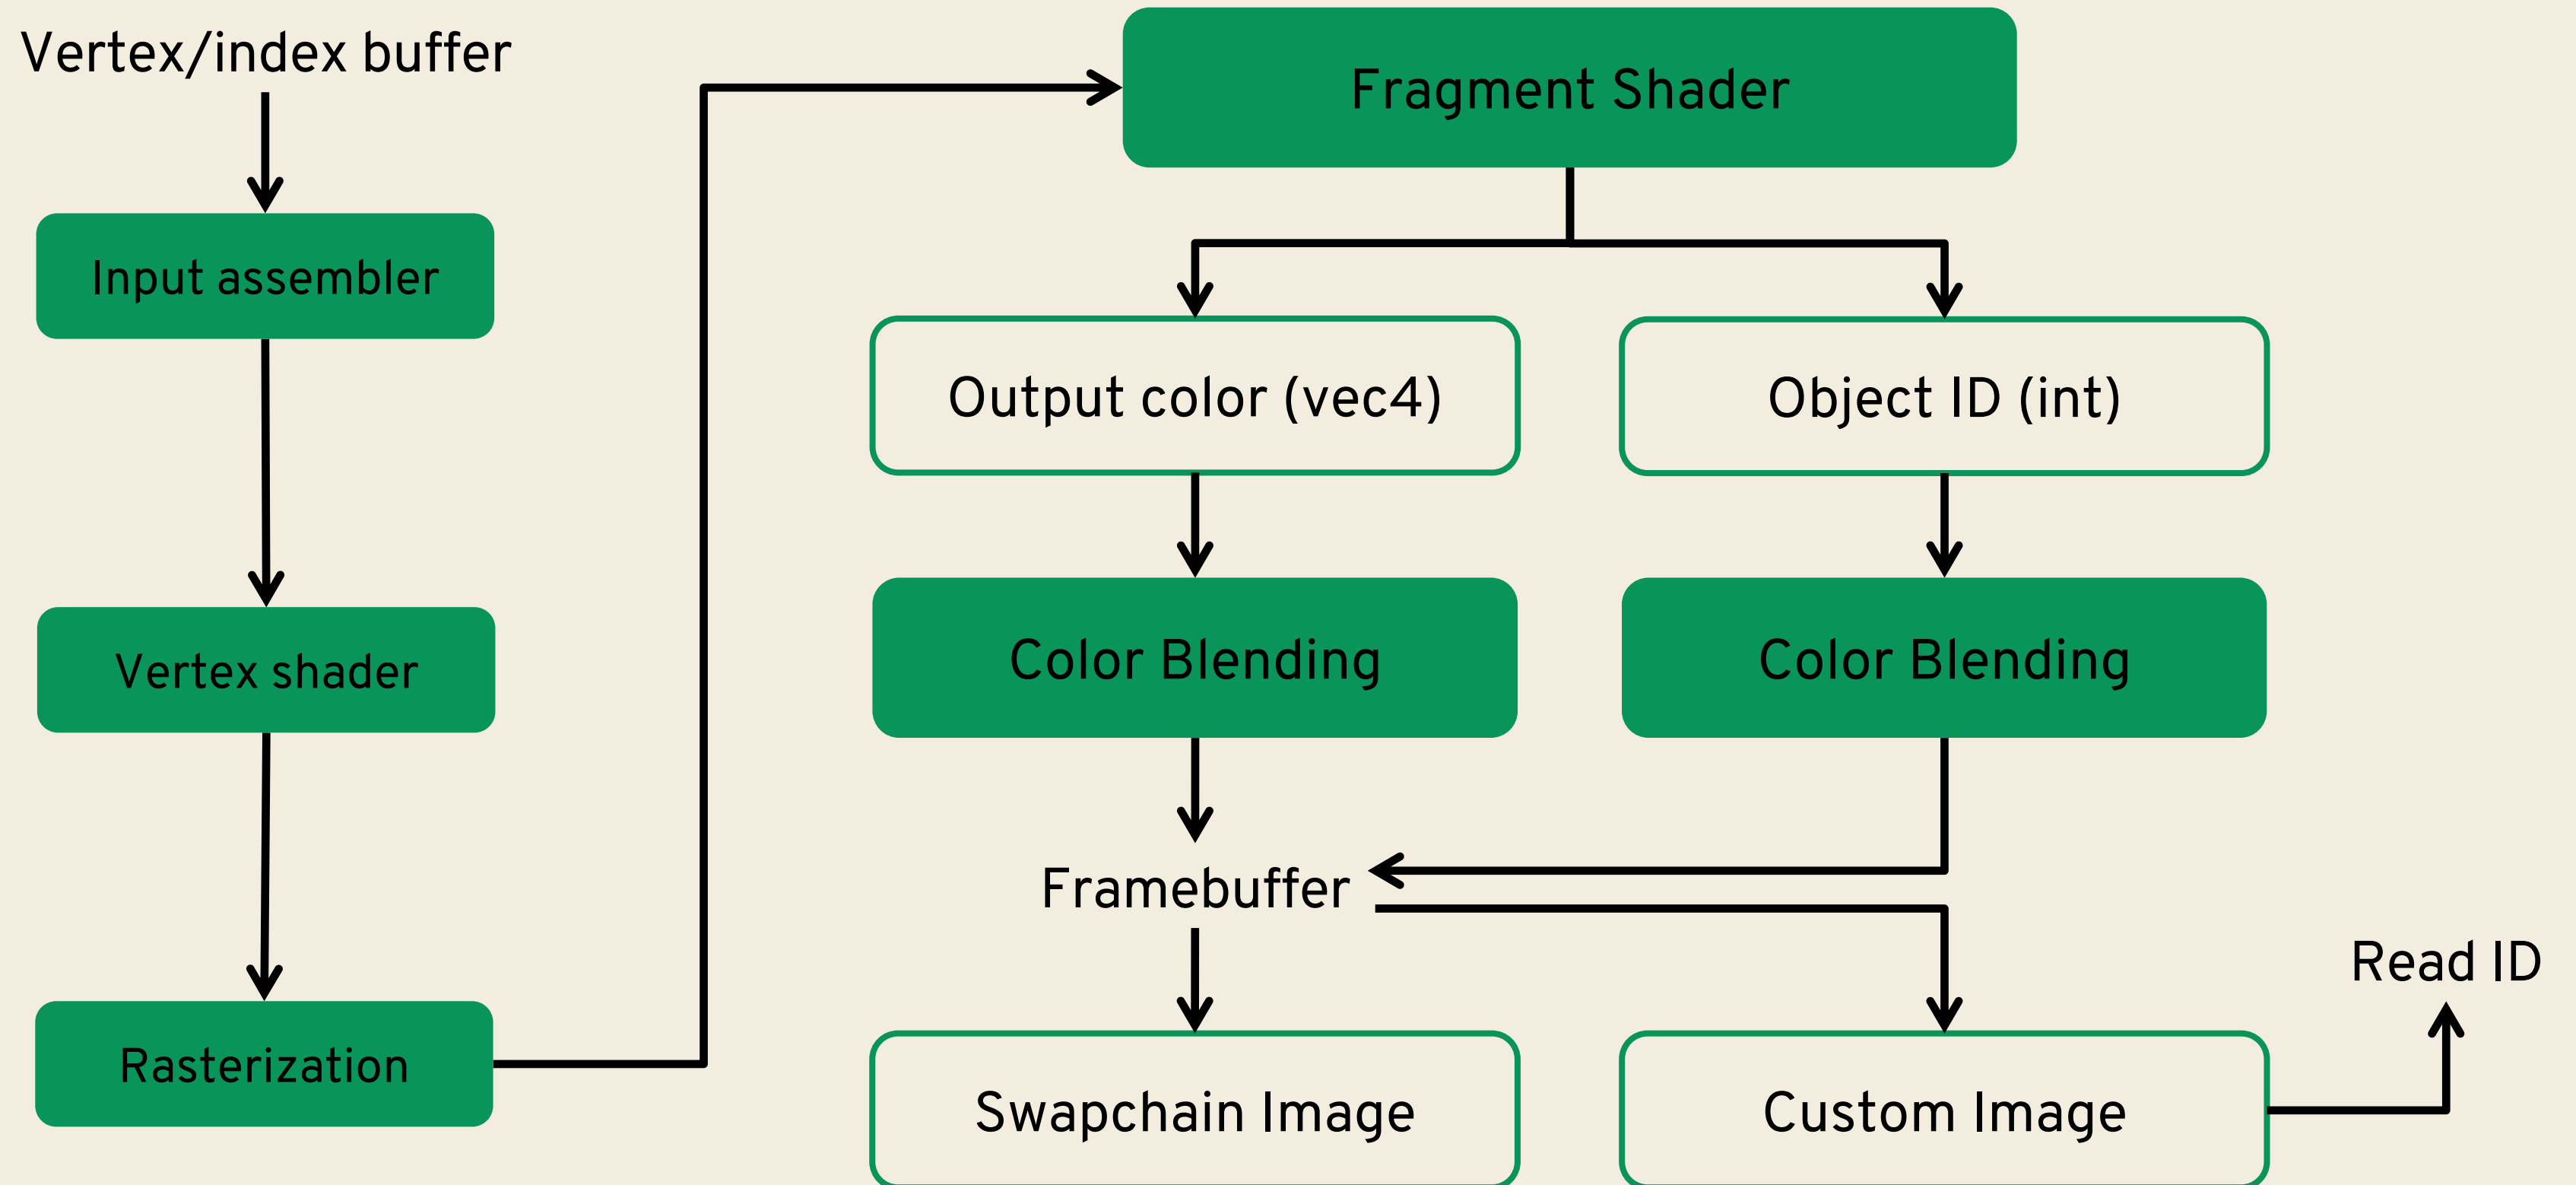 Vertex/index buffer
Input assembler
Vertex shader
Rasterization
Fragment Shader
Output color (vec4)
Object ID (int)
Color Blending
Color Blending
Framebuffer
Swapchain Image
Custom Image
Read ID